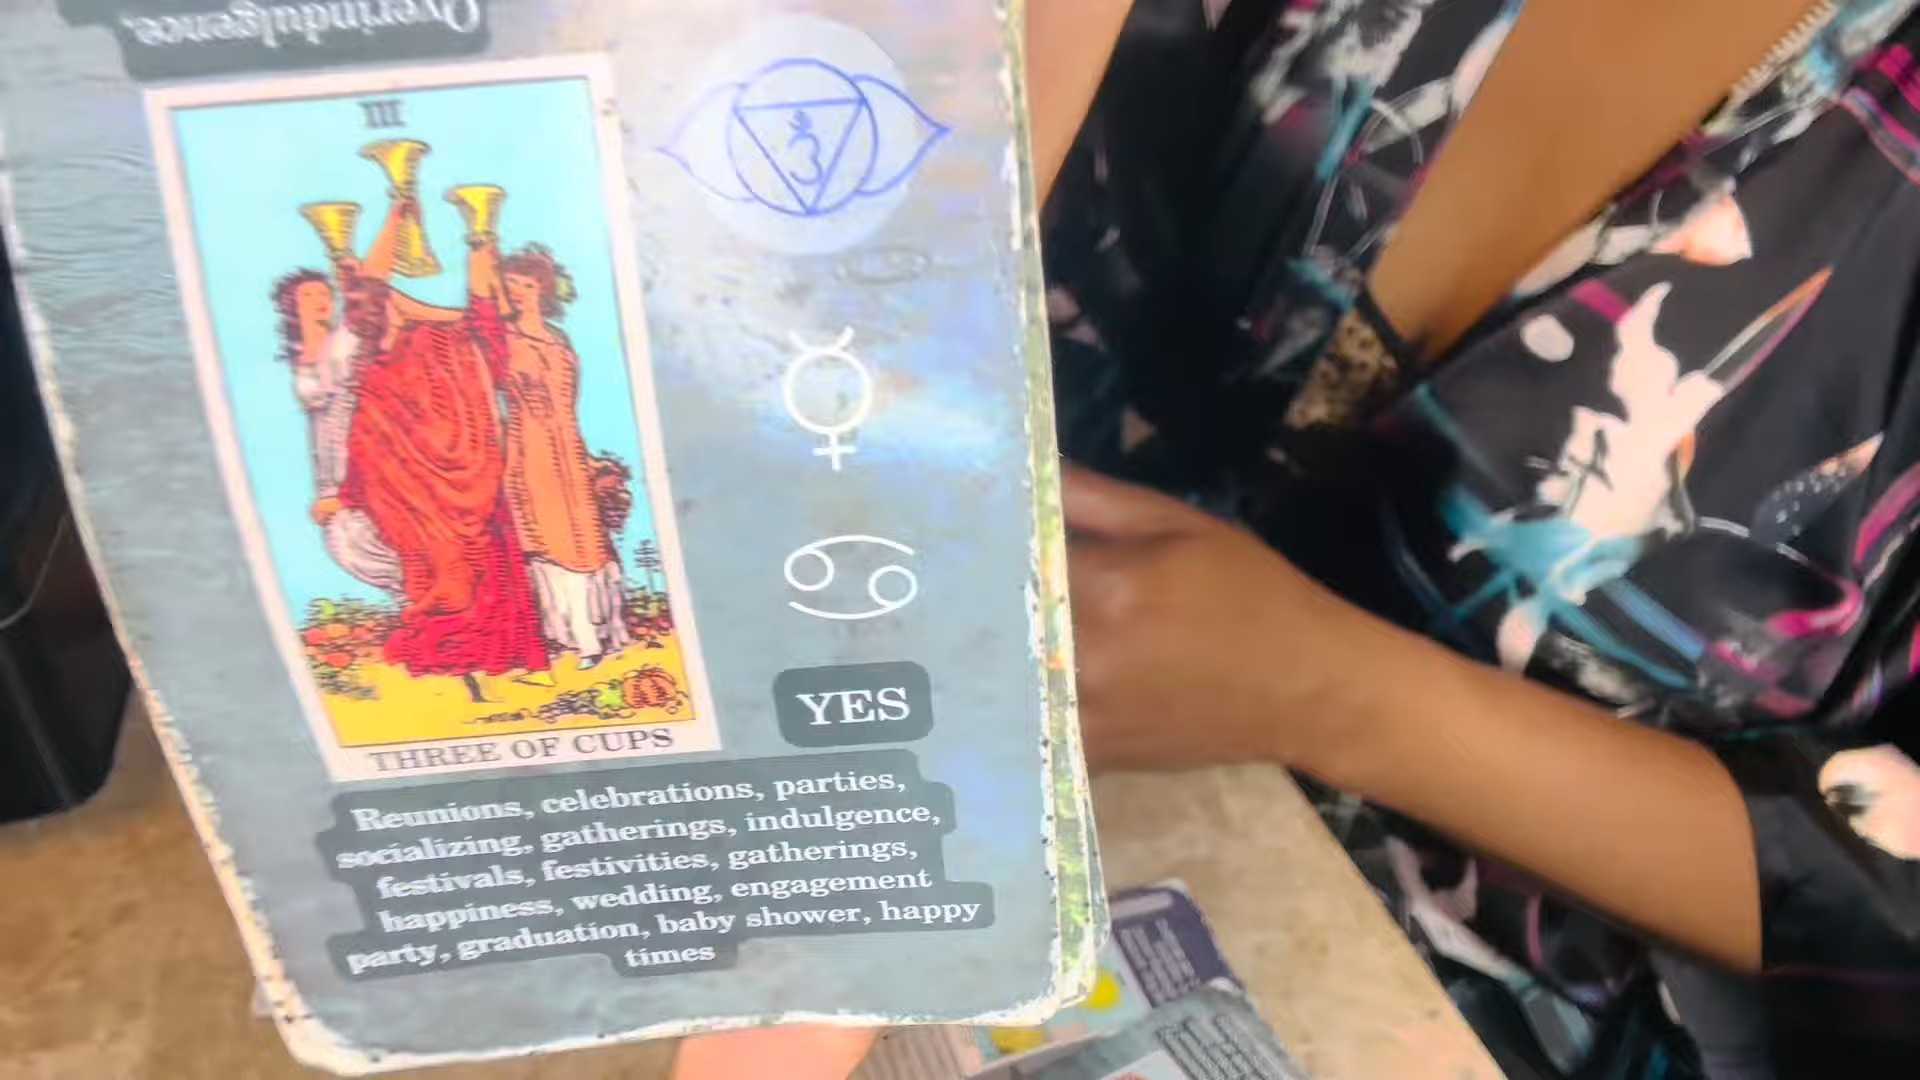 Overindulgence,
III
THREE OF CUPS
YES
Reunions, celebrations, parties,
socializing, gatherings, indulgence,
festivals, festivities, gatherings,
happiness, wedding, engagement
party, graduation, baby shower, happy
times